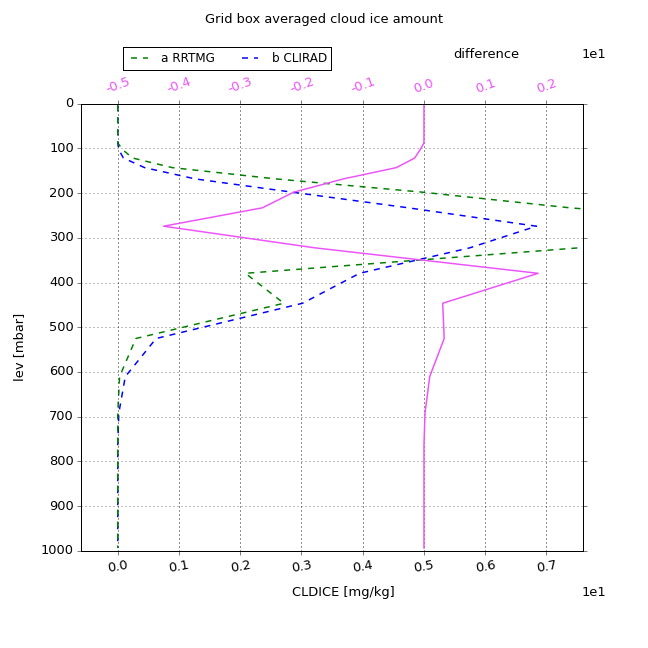 Grid box averaged cloud ice amount
a RRTMG b CLIRAD
difference 1e1
-0.5 -0.4 -0.3 -0.2 -0.1 0.0 0.1 0.2
0
100
200
300
400
500
600
700
800
900
1000
lev [mbar]
0.0 0.1 0.2 0.3 0.4 0.5 0.6 0.7
CLDICE [mg/kg] 1e1